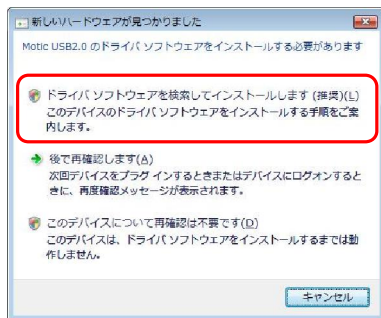 新しいハードウェアが見つかりました
Motic USB2.0 のドライバ ソフトウェアをインストールする必要があります
ドライバ ソフトウェアを検索してインストールします (推奨)(L)
このデバイスのドライバ ソフトウェアをインストールする手順をご案
内します。
後で再確認します(A)
次回デバイスをプラグ インするときまたはデバイスにログオンすると
きに、再度確認メッセージが表示されます。
このデバイスについて再確認は不要です(D)
このデバイスは、ドライバ ソフトウェアをインストールするまでは動
作しません。
キャンセル